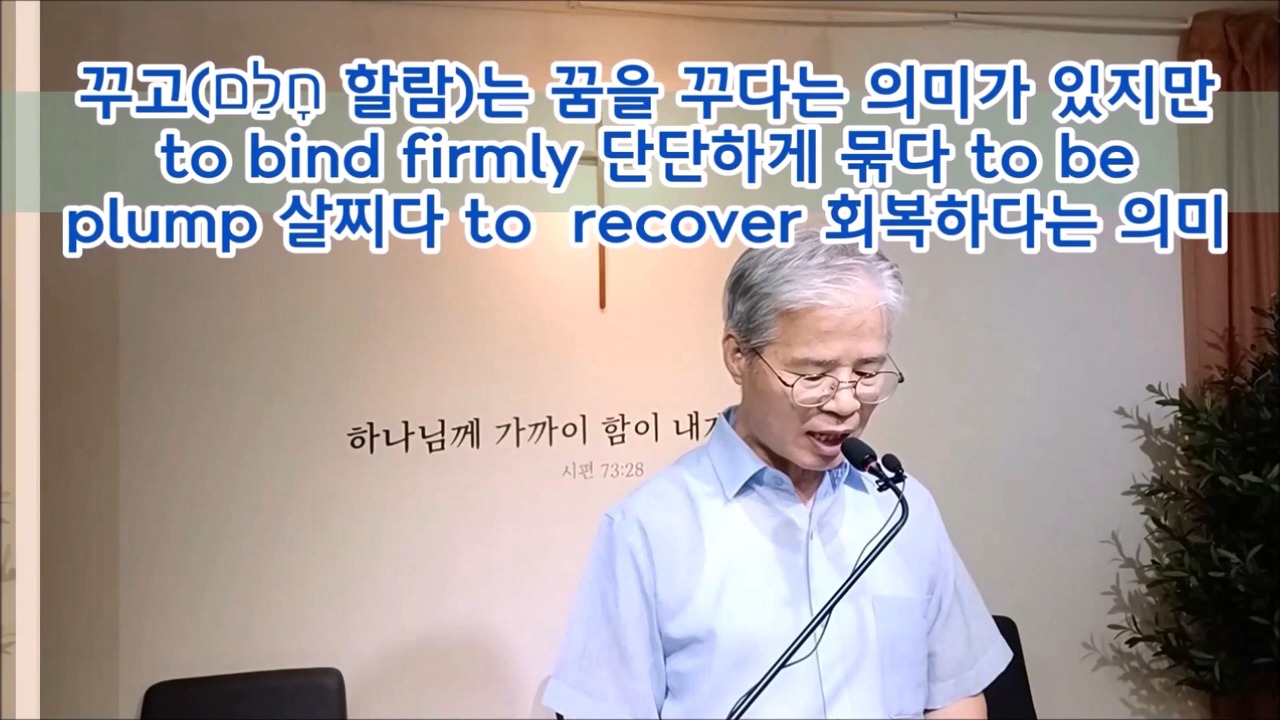 꾸고(חָלַם 할람)는 꿈을 꾸다는 의미가 있지만
to bind firmly 단단하게 묶다 to be
plump 살찌다 to recover 회복하다는 의미
하나님께 가까이 함이
시편 73:28